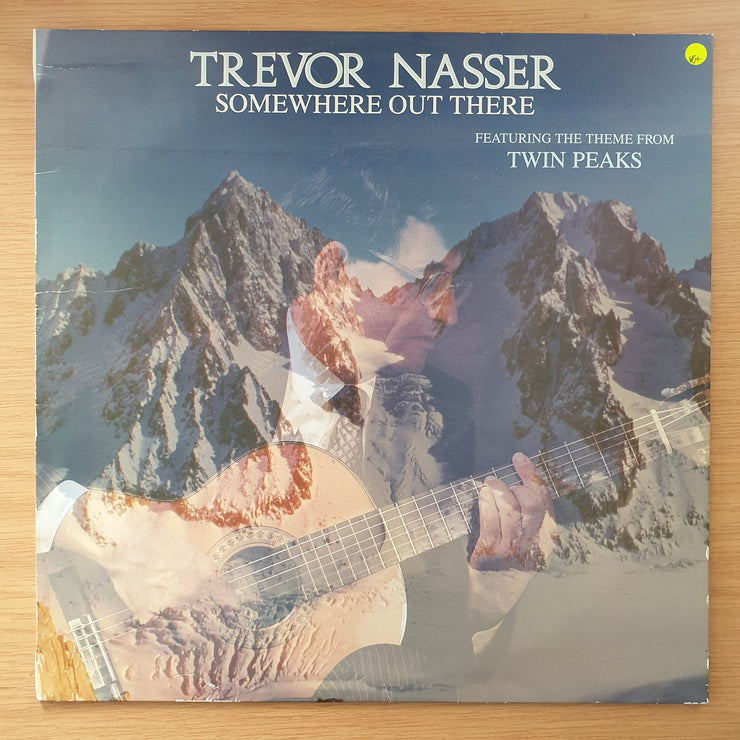 TREVOR NASSER
SOMEWHERE OUT THERE
FEATURING THE THEME FROM
TWIN PEAKS